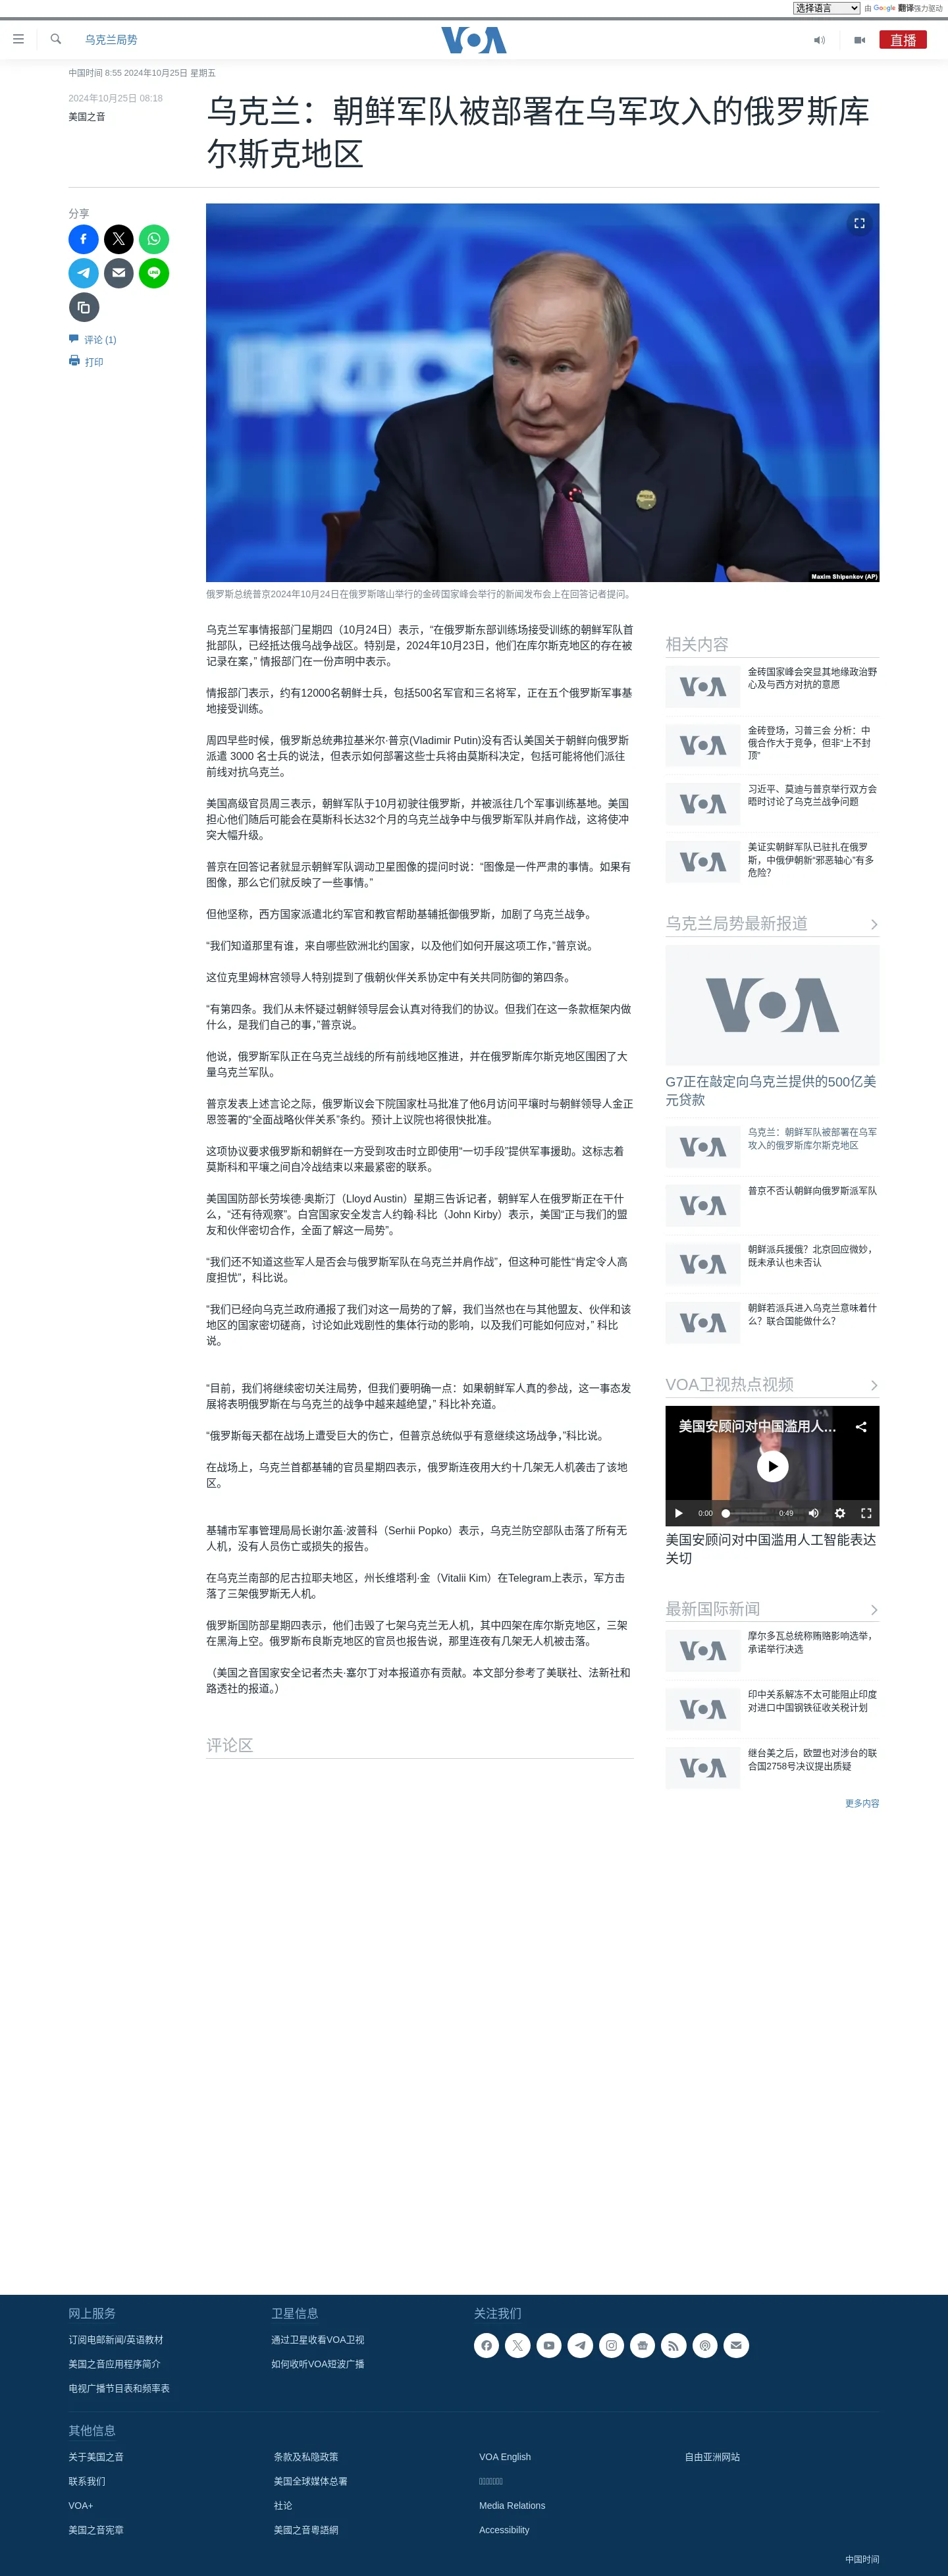 选择语言 由 Google 翻译强力驱动
乌克兰局势
VOA
直播
中国时间 8:55 2024年10月25日 星期五
2024年10月25日 08:18
美国之音
乌克兰：朝鲜军队被部署在乌军攻入的俄罗斯库
尔斯克地区
分享
评论 (1)
打印
Maxim Shipenkov (AP)
俄罗斯总统普京2024年10月24日在俄罗斯喀山举行的金砖国家峰会举行的新闻发布会上在回答记者提问。
乌克兰军事情报部门星期四（10月24日）表示，“在俄罗斯东部训练场接受训练的朝鲜军队首
批部队，已经抵达俄乌战争战区。特别是，2024年10月23日，他们在库尔斯克地区的存在被
记录在案，” 情报部门在一份声明中表示。
情报部门表示，约有12000名朝鲜士兵，包括500名军官和三名将军，正在五个俄罗斯军事基
地接受训练。
周四早些时候，俄罗斯总统弗拉基米尔·普京(Vladimir Putin)没有否认美国关于朝鲜向俄罗斯
派遣 3000 名士兵的说法，但表示如何部署这些士兵将由莫斯科决定，包括可能将他们派往
前线对抗乌克兰。
美国高级官员周三表示，朝鲜军队于10月初驶往俄罗斯，并被派往几个军事训练基地。美国
担心他们随后可能会在莫斯科长达32个月的乌克兰战争中与俄罗斯军队并肩作战，这将使冲
突大幅升级。
普京在回答记者就显示朝鲜军队调动卫星图像的提问时说：“图像是一件严肃的事情。如果有
图像，那么它们就反映了一些事情。”
但他坚称，西方国家派遣北约军官和教官帮助基辅抵御俄罗斯，加剧了乌克兰战争。
“我们知道那里有谁，来自哪些欧洲北约国家，以及他们如何开展这项工作，”普京说。
这位克里姆林宫领导人特别提到了俄朝伙伴关系协定中有关共同防御的第四条。
“有第四条。我们从未怀疑过朝鲜领导层会认真对待我们的协议。但我们在这一条款框架内做
什么，是我们自己的事，”普京说。
他说，俄罗斯军队正在乌克兰战线的所有前线地区推进，并在俄罗斯库尔斯克地区围困了大
量乌克兰军队。
普京发表上述言论之际，俄罗斯议会下院国家杜马批准了他6月访问平壤时与朝鲜领导人金正
恩签署的“全面战略伙伴关系”条约。预计上议院也将很快批准。
这项协议要求俄罗斯和朝鲜在一方受到攻击时立即使用“一切手段”提供军事援助。这标志着
莫斯科和平壤之间自冷战结束以来最紧密的联系。
美国国防部长劳埃德·奥斯汀（Lloyd Austin）星期三告诉记者，朝鲜军人在俄罗斯正在干什
么，“还有待观察”。白宫国家安全发言人约翰·科比（John Kirby）表示，美国“正与我们的盟
友和伙伴密切合作，全面了解这一局势”。
“我们还不知道这些军人是否会与俄罗斯军队在乌克兰并肩作战”，但这种可能性“肯定令人高
度担忧”，科比说。
“我们已经向乌克兰政府通报了我们对这一局势的了解，我们当然也在与其他盟友、伙伴和该
地区的国家密切磋商，讨论如此戏剧性的集体行动的影响，以及我们可能如何应对，” 科比
说。
“目前，我们将继续密切关注局势，但我们要明确一点：如果朝鲜军人真的参战，这一事态发
展将表明俄罗斯在与乌克兰的战争中越来越绝望，” 科比补充道。
“俄罗斯每天都在战场上遭受巨大的伤亡，但普京总统似乎有意继续这场战争，”科比说。
在战场上，乌克兰首都基辅的官员星期四表示，俄罗斯连夜用大约十几架无人机袭击了该地
区。
基辅市军事管理局局长谢尔盖·波普科（Serhii Popko）表示，乌克兰防空部队击落了所有无
人机，没有人员伤亡或损失的报告。
在乌克兰南部的尼古拉耶夫地区，州长维塔利·金（Vitalii Kim）在Telegram上表示，军方击
落了三架俄罗斯无人机。
俄罗斯国防部星期四表示，他们击毁了七架乌克兰无人机，其中四架在库尔斯克地区，三架
在黑海上空。俄罗斯布良斯克地区的官员也报告说，那里连夜有几架无人机被击落。
（美国之音国家安全记者杰夫·塞尔丁对本报道亦有贡献。本文部分参考了美联社、法新社和
路透社的报道。）
评论区
相关内容
VOA
金砖国家峰会突显其地缘政治野
心及与西方对抗的意愿
VOA
金砖登场，习普三会 分析：中
俄合作大于竞争，但非“上不封
顶”
VOA
习近平、莫迪与普京举行双方会
晤时讨论了乌克兰战争问题
VOA
美证实朝鲜军队已驻扎在俄罗
斯，中俄伊朝新“邪恶轴心”有多
危险？
乌克兰局势最新报道
VOA
G7正在敲定向乌克兰提供的500亿美
元贷款
VOA
乌克兰：朝鲜军队被部署在乌军
攻入的俄罗斯库尔斯克地区
VOA
普京不否认朝鲜向俄罗斯派军队
VOA
朝鲜派兵援俄？北京回应微妙，
既未承认也未否认
VOA
朝鲜若派兵进入乌克兰意味着什
么？联合国能做什么？
VOA卫视热点视频
美国安顾问对中国滥用人...
VOA
0:00 0:49
美国安顾问对中国滥用人工智能表达
关切
最新国际新闻
VOA
摩尔多瓦总统称贿赂影响选举，
承诺举行决选
VOA
印中关系解冻不太可能阻止印度
对进口中国钢铁征收关税计划
VOA
继台美之后，欧盟也对涉台的联
合国2758号决议提出质疑
更多内容
网上服务
订阅电邮新闻/英语教材
美国之音应用程序简介
电视广播节目表和频率表
卫星信息
通过卫星收看VOA卫视
如何收听VOA短波广播
关注我们
其他信息
关于美国之音
联系我们
VOA+
美国之音宪章
条款及私隐政策
美国全球媒体总署
社论
美國之音粵語網
VOA English
Media Relations
Accessibility
自由亚洲网站
中国时间